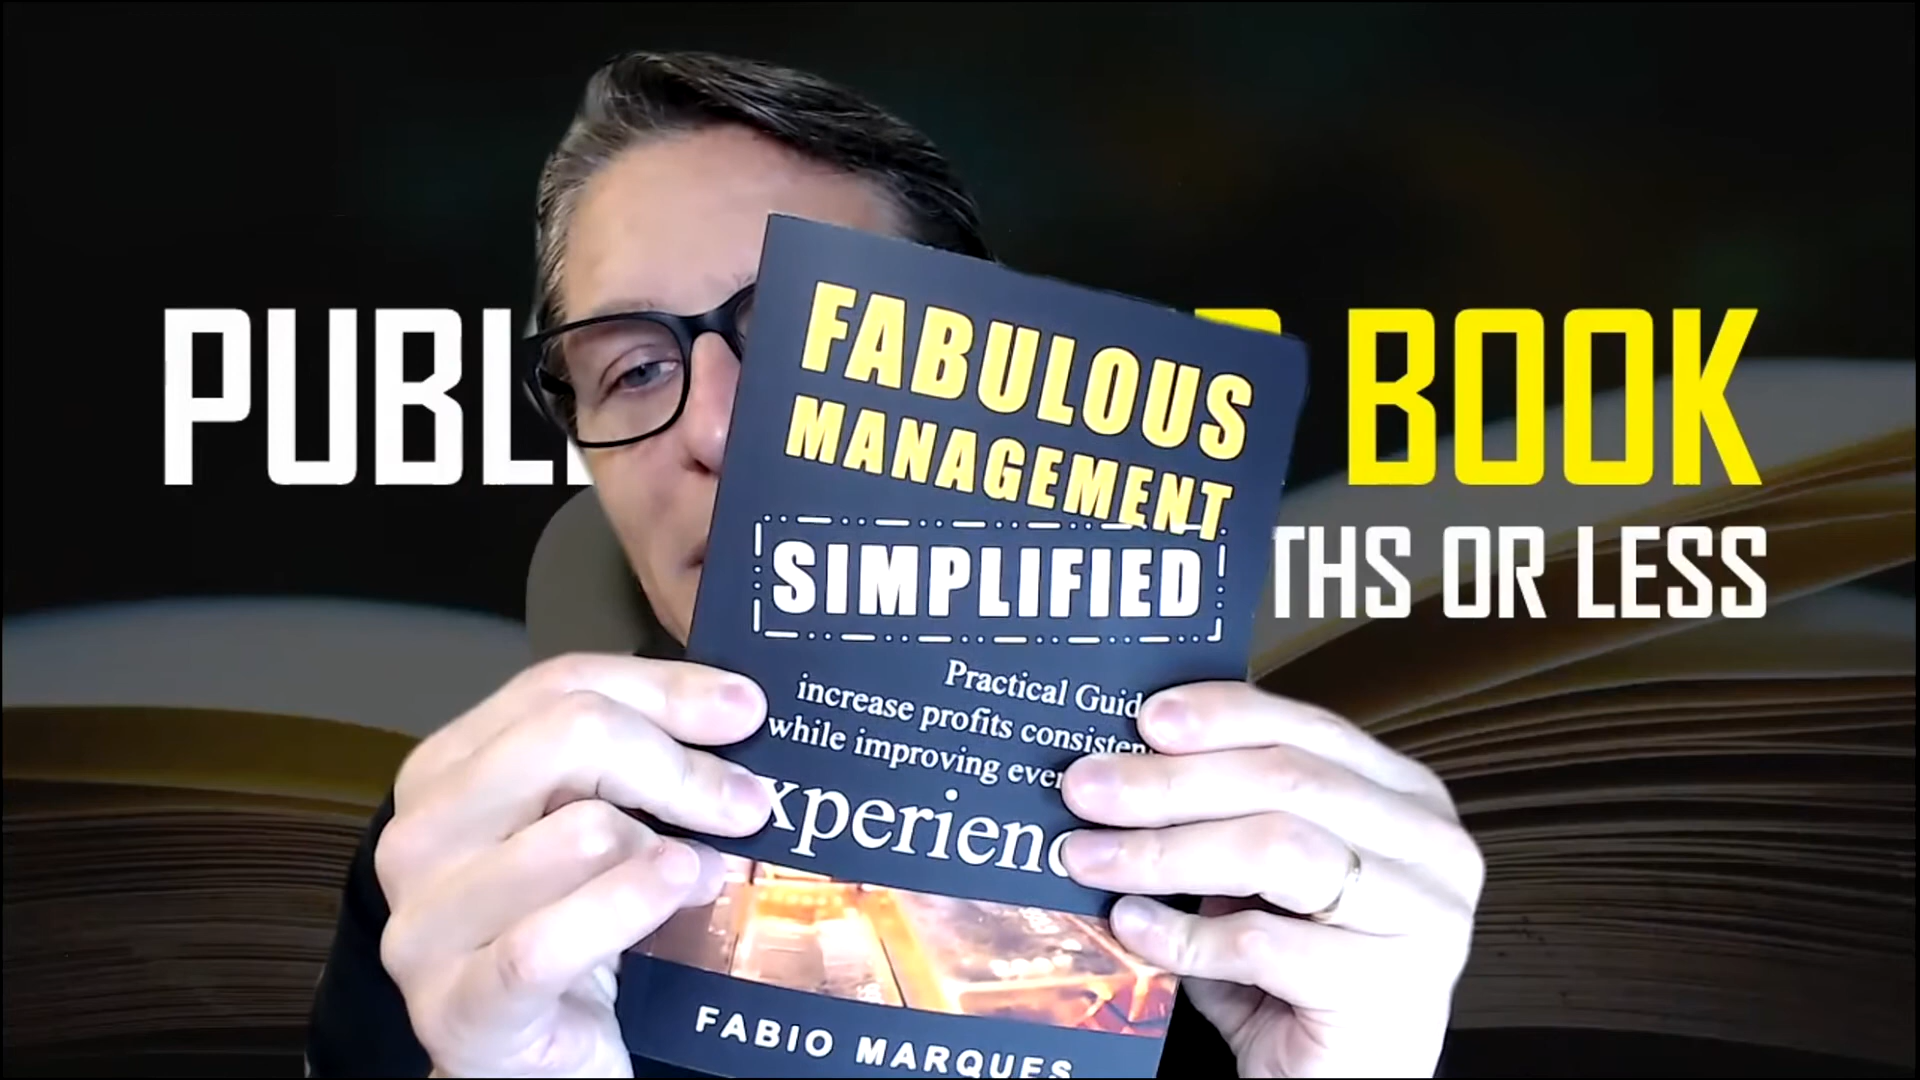 PUBL
BOOK
THS OR LESS
FABULOUS
MANAGEMENT
SIMPLIFIED
Practical Guid
increase profits consisten
while improving ever
xperienc
FABIO MARQUES